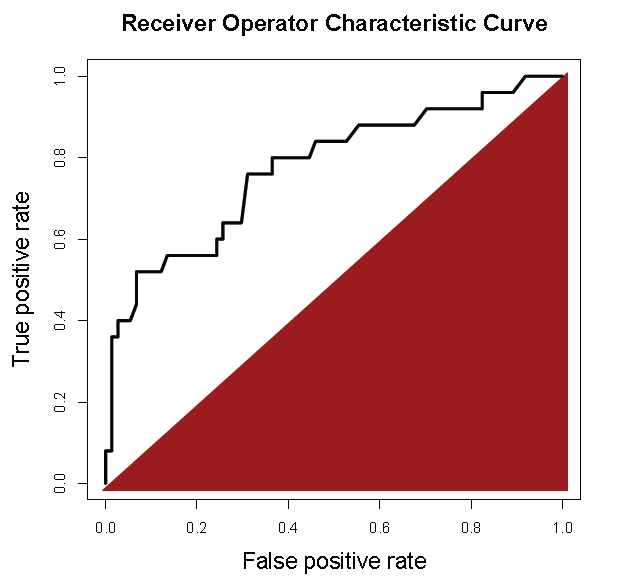 Receiver Operator Characteristic Curve
True positive rate
1.0
0.8
0.6
0.4
0.2
0.0
0.0 0.2 0.4 0.6 0.8 1.0
False positive rate